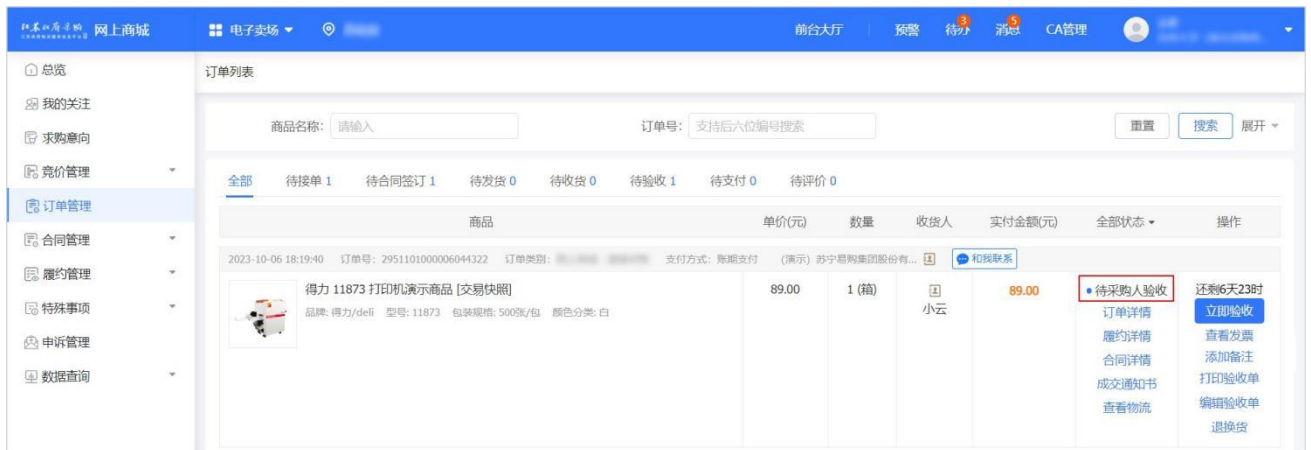 网上商城 电子卖场 前台大厅 预警 待办 3 消息 5 CA管理
总览
我的关注
求购意向
竞价管理
订单管理
合同管理
履约管理
特殊事项
申诉管理
数据查询
订单列表
商品名称: 请输入 订单号: 支持后六位编号搜索 重置 搜索 展开
全部 待接单 1 待合同签订 1 待发货 0 待收货 0 待验收 1 待支付 0 待评价 0
商品 单价(元) 数量 收货人 实付金额(元) 全部状态 操作
2023-10-06 18:19:40 订单号: 2951101000006044322 订单类别: 支付方式: 账期支付 (演示) 苏宁易购集团股份有... 和我联系
得力 11873 打印机演示商品 [交易快照] 89.00 1 (箱) 小云 89.00 待采购人验收 还剩6天23时
品牌: 得力/deli 型号: 11873 包装规格: 500张/包 颜色分类: 白
订单详情 立即验收
履约详情 查看发票
合同详情 添加备注
成交通知书 打印验收单
查看物流 编辑验收单
退换货